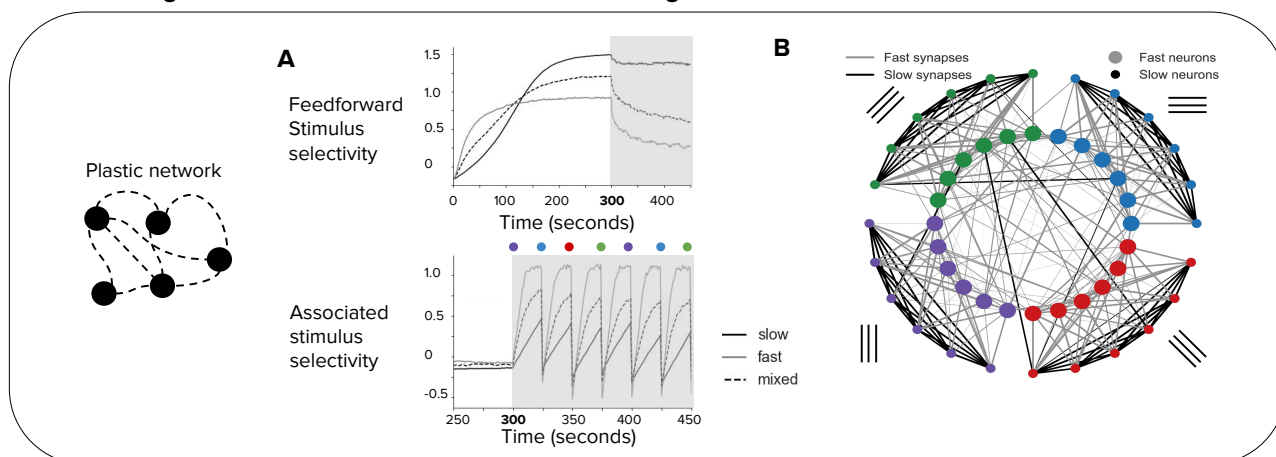 Plastic network
A
Feedforward
Stimulus
selectivity
1.5
1.0
0.5
0
0 100 200 300 400
Time (seconds)
Associated
stimulus
selectivity
1.0
0.5
0
-0.5
250 300 350 400 450
Time (seconds)
slow
fast
mixed
B
Fast synapses
Slow synapses
Fast neurons
Slow neurons